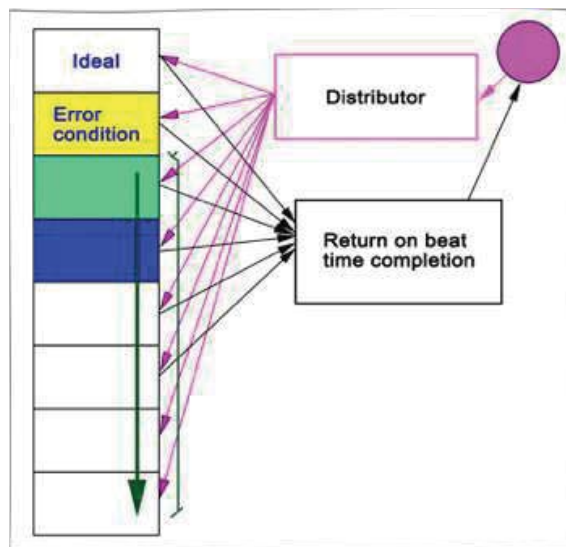 Ideal
Error
condition
Distributor
Return on beat
time completion